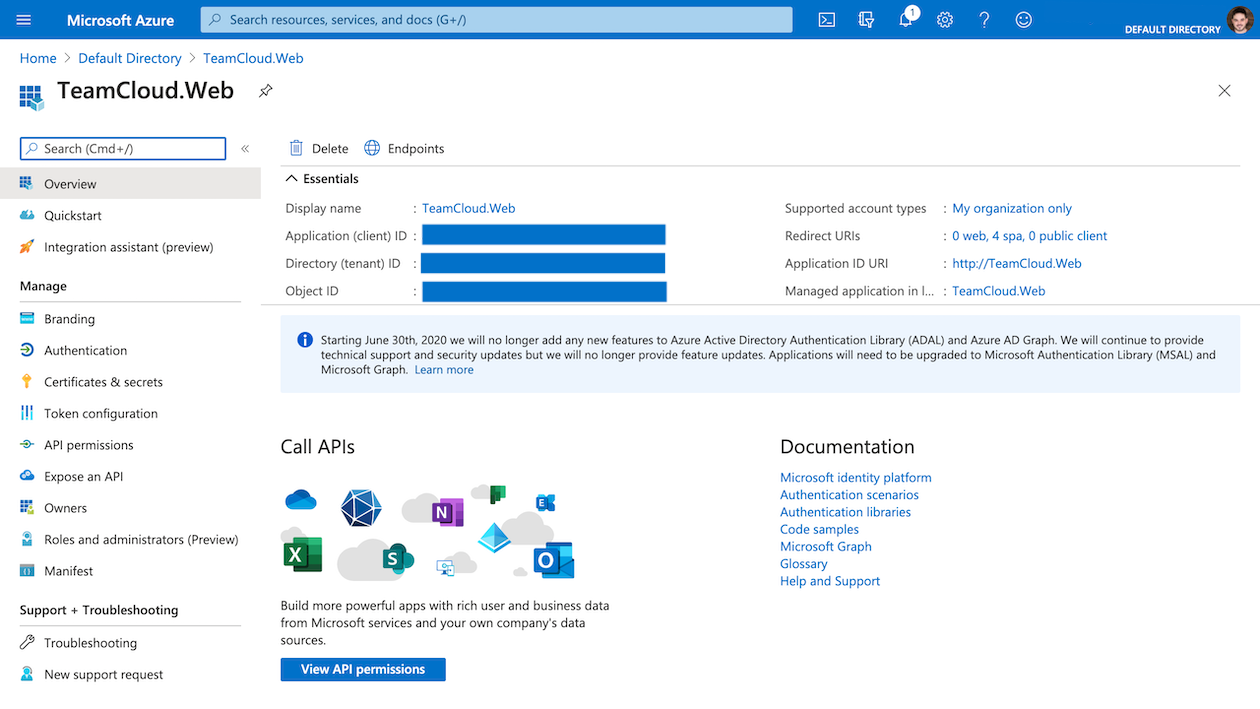 Microsoft Azure
Search resources, services, and docs (G+/)
1
DEFAULT DIRECTORY
Home > Default Directory > TeamCloud.Web
TeamCloud.Web
Search (Cmd+/)
«
Overview
Quickstart
Integration assistant (preview)
Manage
Branding
Authentication
Certificates & secrets
Token configuration
API permissions
Expose an API
Owners
Roles and administrators (Preview)
Manifest
Support + Troubleshooting
Troubleshooting
New support request
Delete
Endpoints
Essentials
Display name : TeamCloud.Web
Application (client) ID :
Directory (tenant) ID :
Object ID :
Supported account types : My organization only
Redirect URIs : 0 web, 4 spa, 0 public client
Application ID URI : http://TeamCloud.Web
Managed application in l... : TeamCloud.Web
Starting June 30th, 2020 we will no longer add any new features to Azure Active Directory Authentication Library (ADAL) and Azure AD Graph. We will continue to provide
technical support and security updates but we will no longer provide feature updates. Applications will need to be upgraded to Microsoft Authentication Library (MSAL) and
Microsoft Graph. Learn more
Call APIs
N
E
X
S
O
Build more powerful apps with rich user and business data
from Microsoft services and your own company's data
sources.
View API permissions
Documentation
Microsoft identity platform
Authentication scenarios
Authentication libraries
Code samples
Microsoft Graph
Glossary
Help and Support